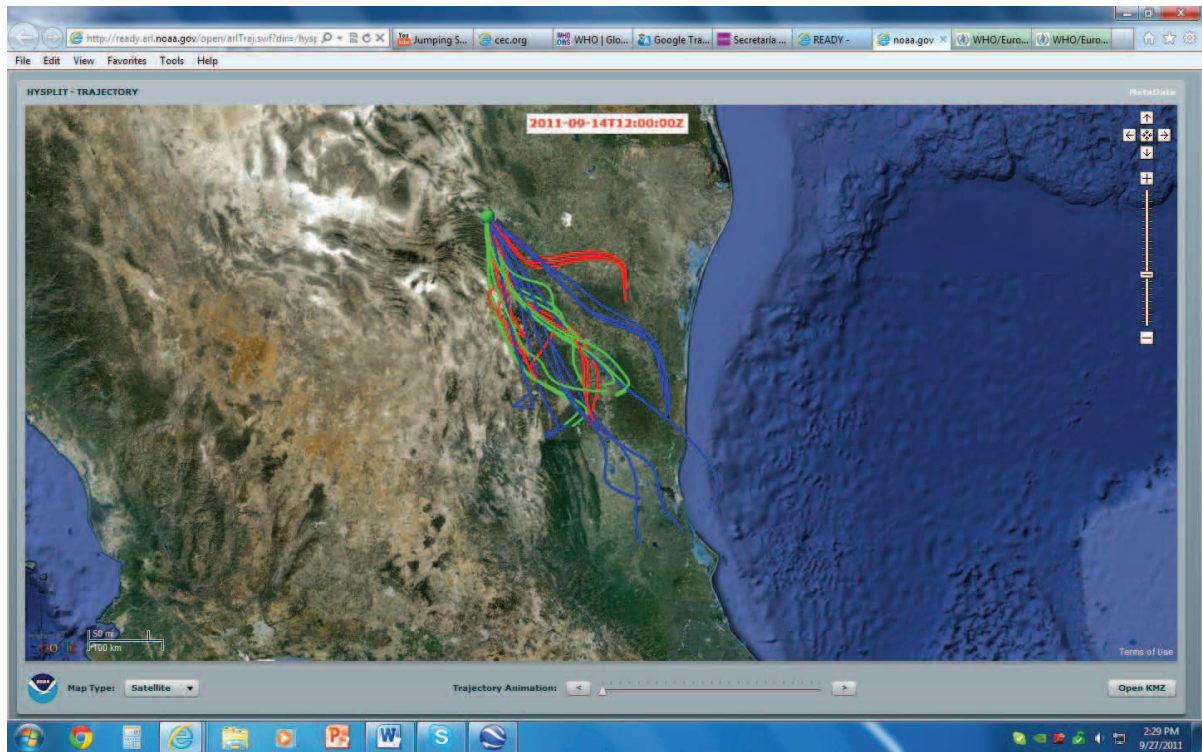 http://ready.arl.noaa.gov/open/arlTraj.swf?dir=/hys
Jumping S...
cec.org
WHO | Glo...
Google Tra...
Secretaría ...
READY -
noaa.gov
WHO/Euro...
WHO/Euro...
File Edit View Favorites Tools Help
HYSPLIT - TRAJECTORY
MetaData
2011-09-14T12:00:00Z
50 mi
100 km
Terms of Use
Map Type: Satellite
Trajectory Animation: < >
Open KMZ
2:29 PM
9/27/2011